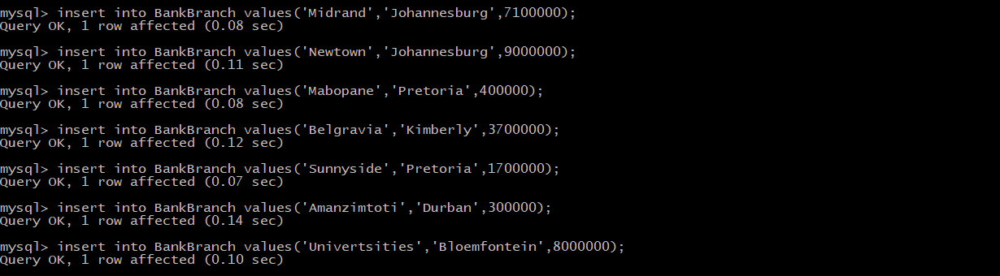 mysql> insert into BankBranch values('Midrand','Johannesburg',7100000);
Query OK, 1 row affected (0.08 sec)
mysql> insert into BankBranch values('Newtown','Johannesburg',9000000);
Query OK, 1 row affected (0.11 sec)
mysql> insert into BankBranch values('Mabopane','Pretoria',400000);
Query OK, 1 row affected (0.08 sec)
mysql> insert into BankBranch values('Belgravia','Kimberly',3700000);
Query OK, 1 row affected (0.12 sec)
mysql> insert into BankBranch values('Sunnyside','Pretoria',1700000);
Query OK, 1 row affected (0.07 sec)
mysql> insert into BankBranch values('Amanzimtoti','Durban',300000);
Query OK, 1 row affected (0.14 sec)
mysql> insert into BankBranch values('Univertsities','Bloemfontein',8000000);
Query OK, 1 row affected (0.10 sec)